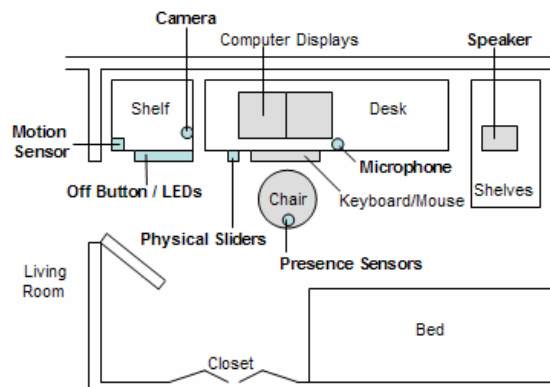 Camera
Computer Displays
Speaker
Shelf
Desk
Motion
Sensor
Microphone
Off Button / LEDs
Chair
Keyboard/Mouse
Shelves
Physical Sliders
Presence Sensors
Living
Room
Bed
Closet